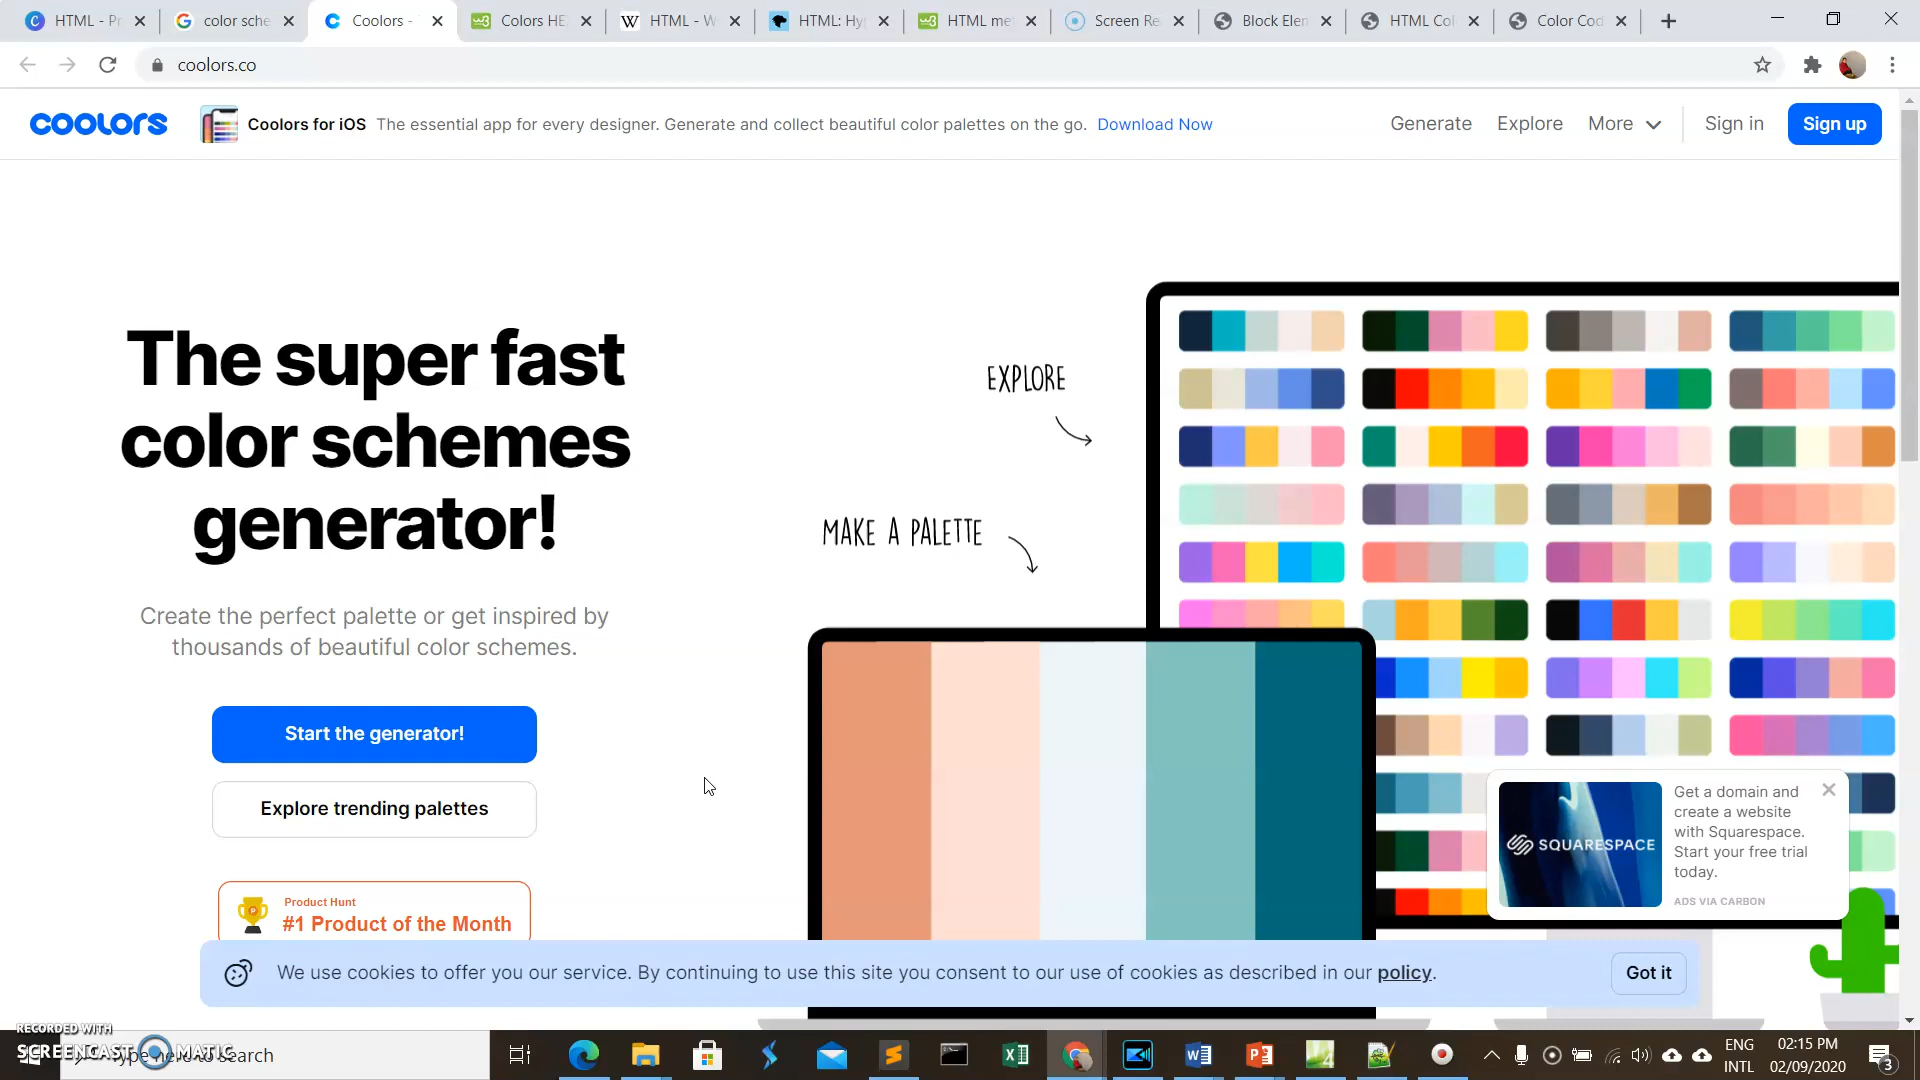 HTML - Pr
color sche
Coolors -
Colors HE
HTML - W
HTML: Hy
HTML me
Screen Re
Block Elen
HTML Col
Color Cod
coolors.co
coolors
Coolors for iOS The essential app for every designer. Generate and collect beautiful color palettes on the go. Download Now
Generate
Explore
More
Sign in
Sign up
The super fast
color schemes
generator!
Create the perfect palette or get inspired by
thousands of beautiful color schemes.
Start the generator!
Explore trending palettes
Product Hunt
#1 Product of the Month
EXPLORE
MAKE A PALETTE
SQUARESPACE
Get a domain and
create a website
with Squarespace.
Start your free trial
today.
ADS VIA CARBON
We use cookies to offer you our service. By continuing to use this site you consent to our use of cookies as described in our policy.
Got it
RECORDED WITH
SCREENCAST MATIC
Type here to search
ENG
INTL
02:15 PM
02/09/2020
3